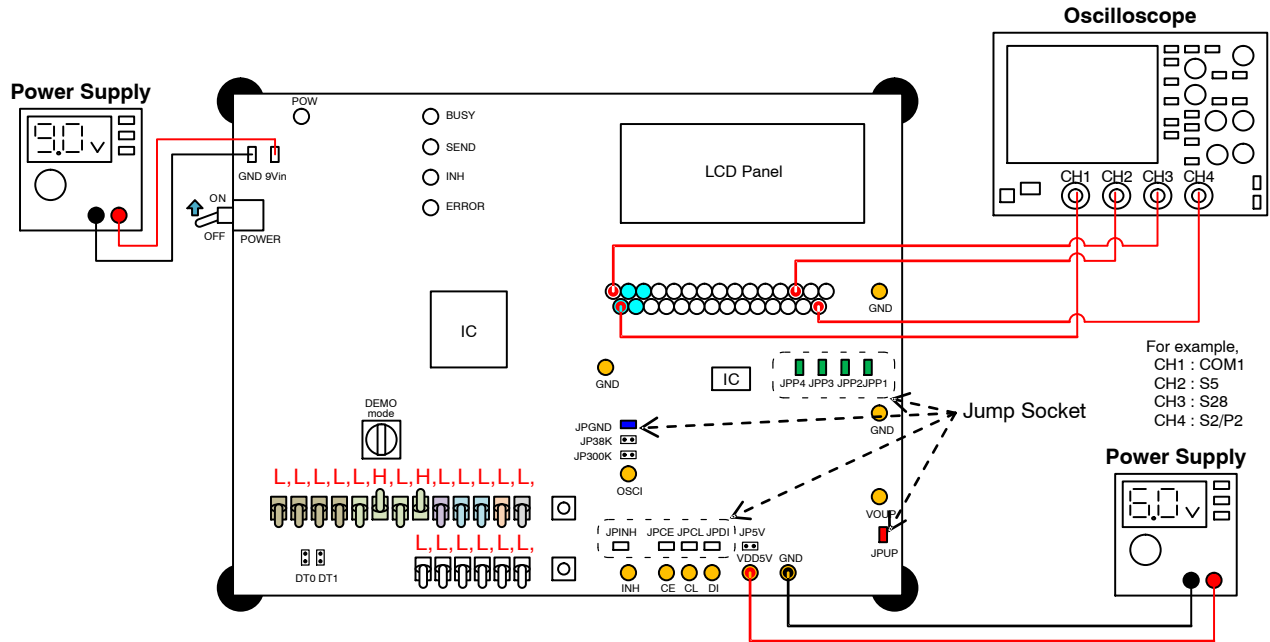 Oscilloscope
Power Supply
9.0 V
POW
BUSY
SEND
INH
ERROR
GND 9Vin
ON
OFF
POWER
LCD Panel
CH1 CH2 CH3 CH4
GND
IC
GND
IC
JPP4 JPP3 JPP2 JPP1
For example,
CH1 : COM1
CH2 : S5
CH3 : S28
CH4 : S2/P2
DEMO
mode
JPGND
JP38K
JP300K
OSCI
GND
Jump Socket
Power Supply
6.0 V
L,L,L,L,L,H,L,H,L,L,L,L,L,
VOUP
JPUP
JPINH JPCE JPCL JPDI JP5V
L,L,L,L,L,L,
DT0 DT1
VDD5V GND
INH CE CL DI